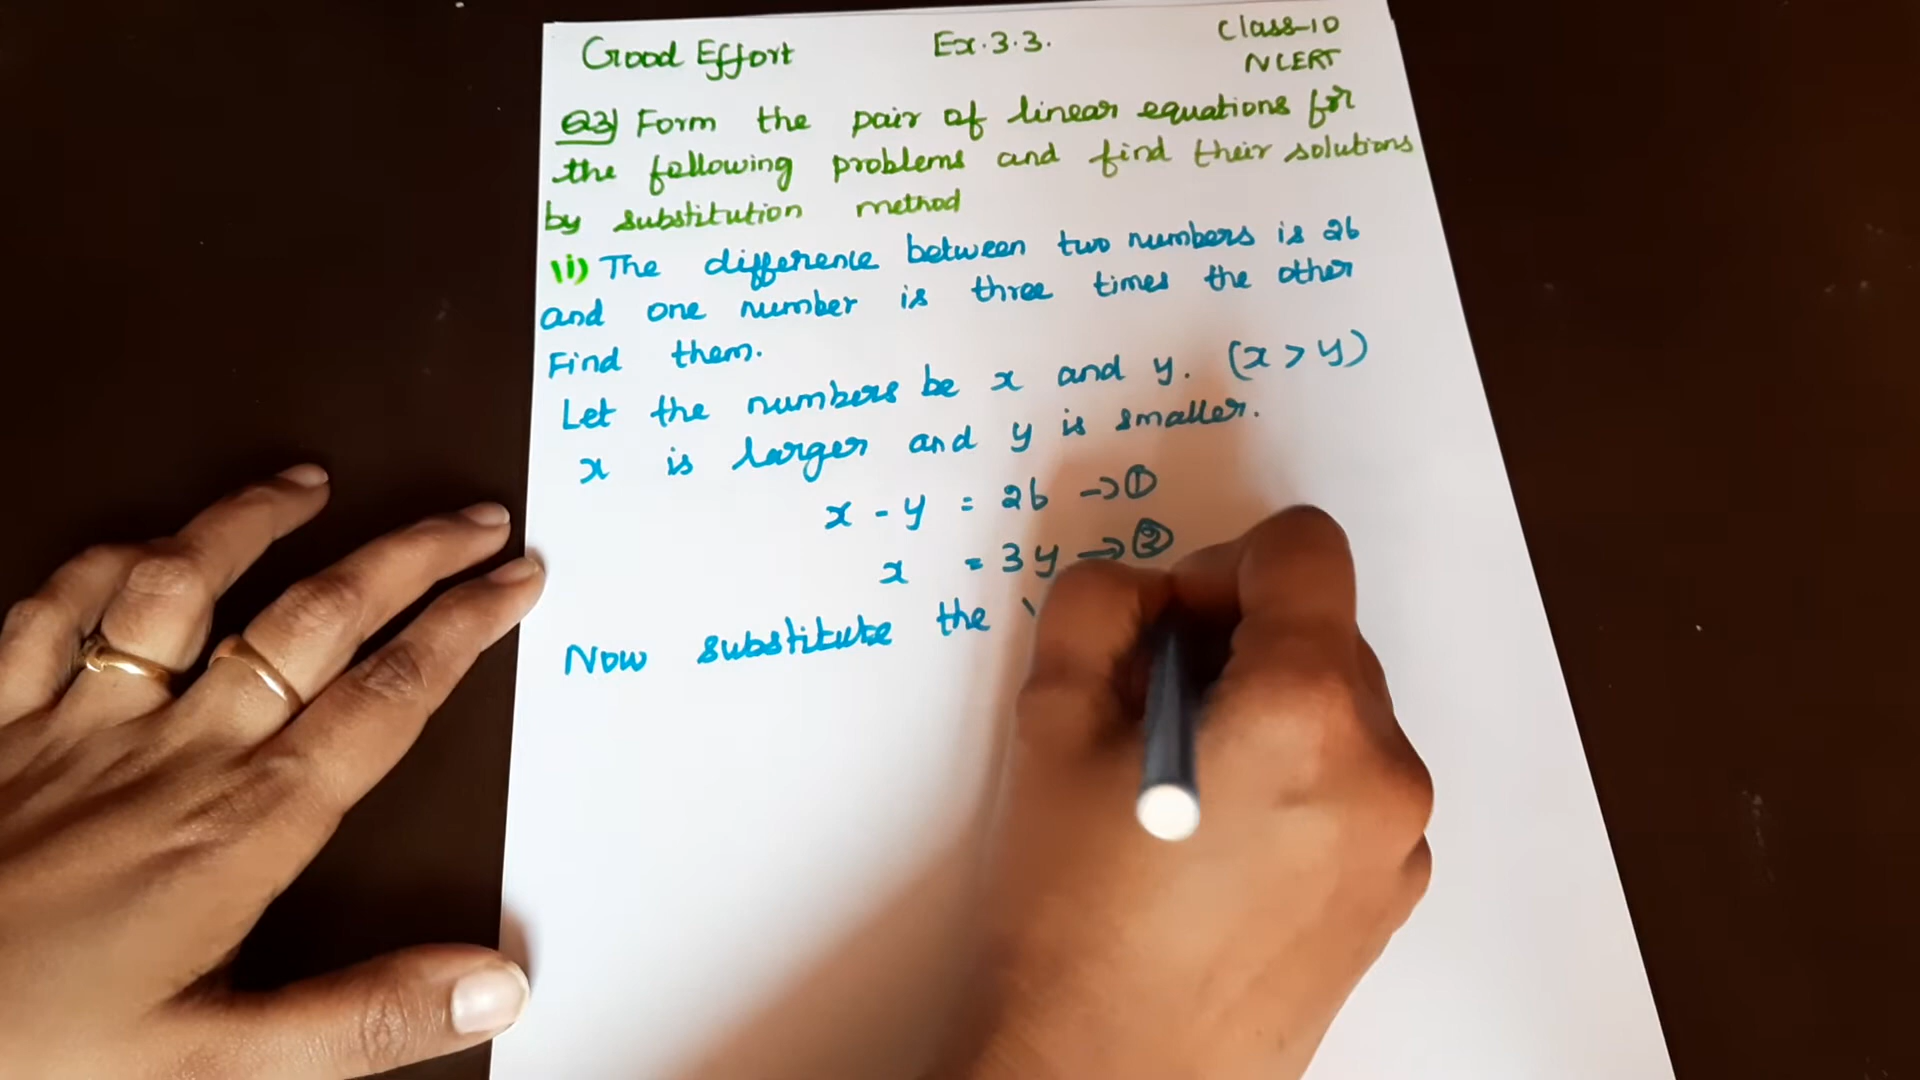 Good Effort Ex.3.3. Class-10
NCERT
Q3) Form the pair of linear equations for
the following problems and find their solutions
by substitution method
(i) The difference between two numbers is 26
and one number is three times the other
Find them.
Let the numbers be x and y. (x > y)
x is larger and y is smaller.
x - y = 26 → ①
x = 3y → ②
Now substitute the